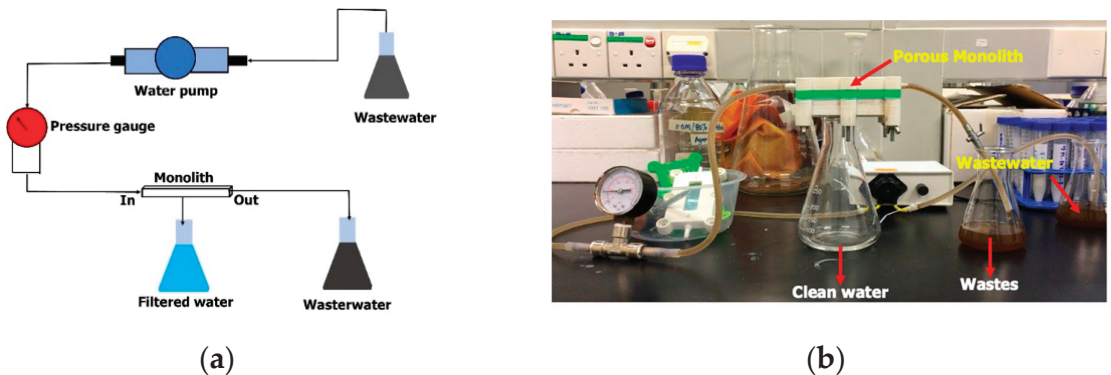 Water pump
Wastewater
Pressure gauge
Monolith
In
Out
Filtered water
Wasterwater
(a)
Porous Monolith
Wastewater
Clean water
Wastes
(b)